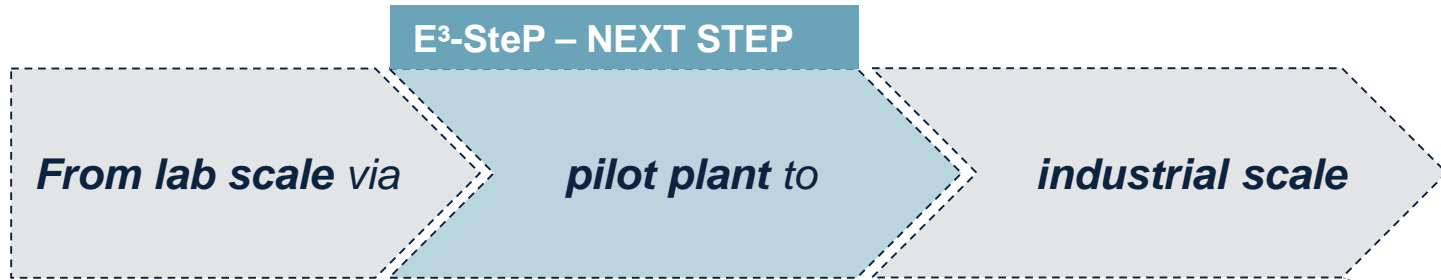 E³-SteP – NEXT STEP
From lab scale via pilot plant to industrial scale